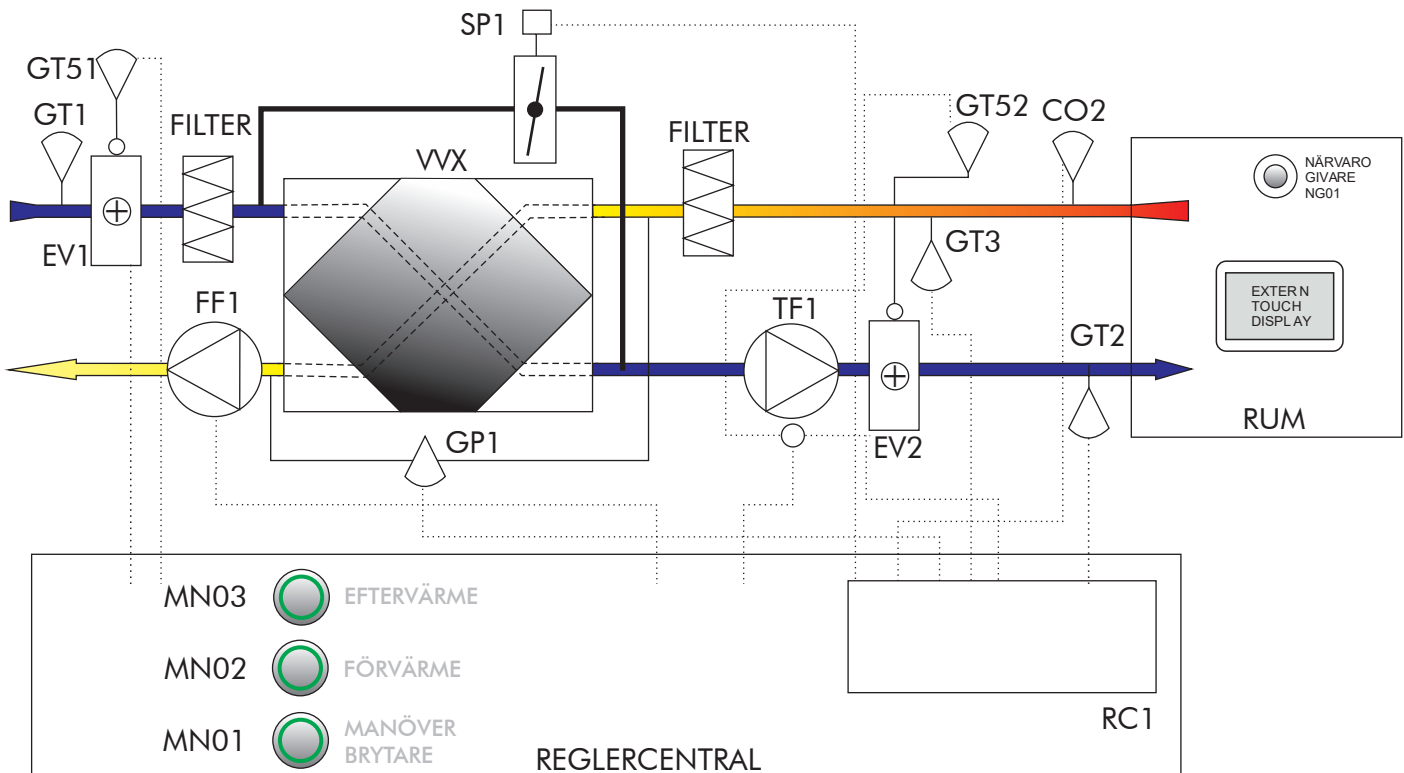 SP1
GT51
GT1
FILTER
VVX
FILTER
GT52
CO2
NÄRVARO
GIVARE
NG01
EV1
GT3
FF1
TF1
EXTERN
TOUCH
DISPLAY
GT2
GP1
EV2
RUM
MN03
EFTERVÄRME
MN02
FÖRVÄRME
MN01
MANÖVER
BRYTARE
RC1
REGLERCENTRAL